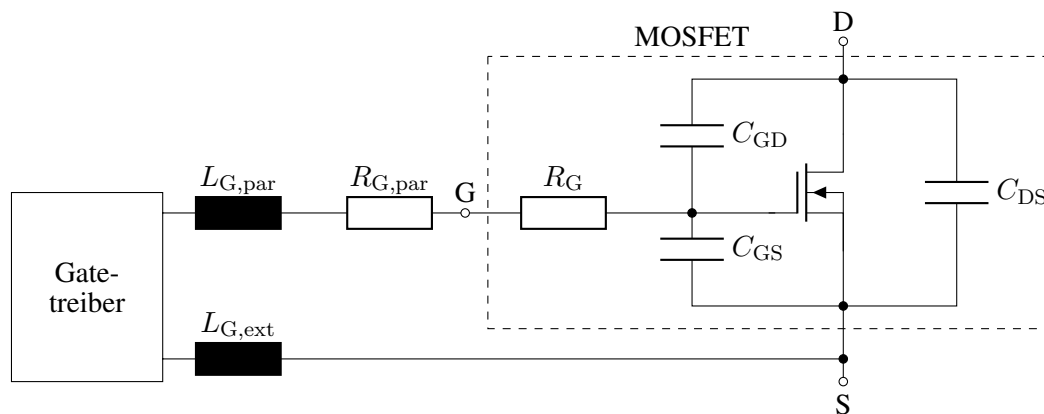 D
MOSFET
C_GD
L_G,par
R_G,par
G
R_G
C_DS
C_GS
Gate-
treiber
L_G,ext
S